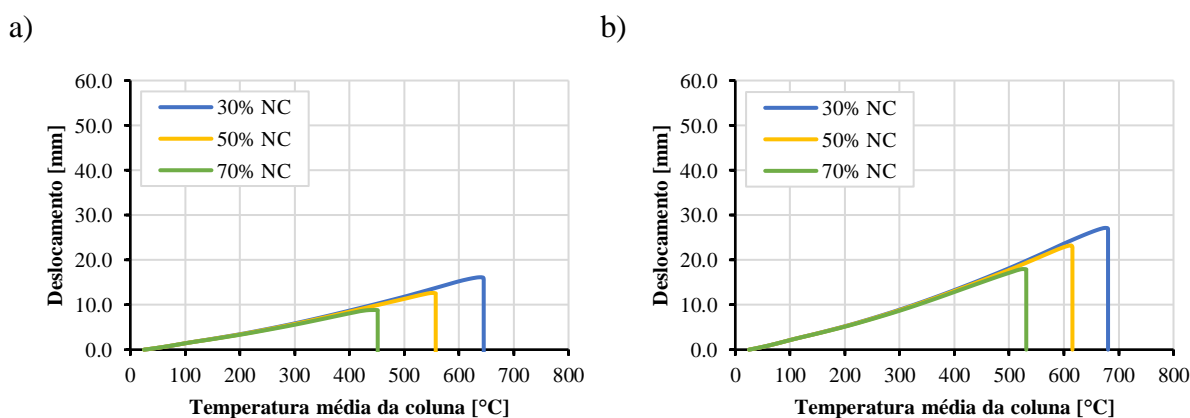 a)
60.0
50.0
40.0
30.0
20.0
10.0
0.0
Deslocamento [mm]
30% NC
50% NC
70% NC
0 100 200 300 400 500 600 700 800
Temperatura média da coluna [°C]
b)
60.0
50.0
40.0
30.0
20.0
10.0
0.0
Deslocamento [mm]
30% NC
50% NC
70% NC
0 100 200 300 400 500 600 700 800
Temperatura média da coluna [°C]